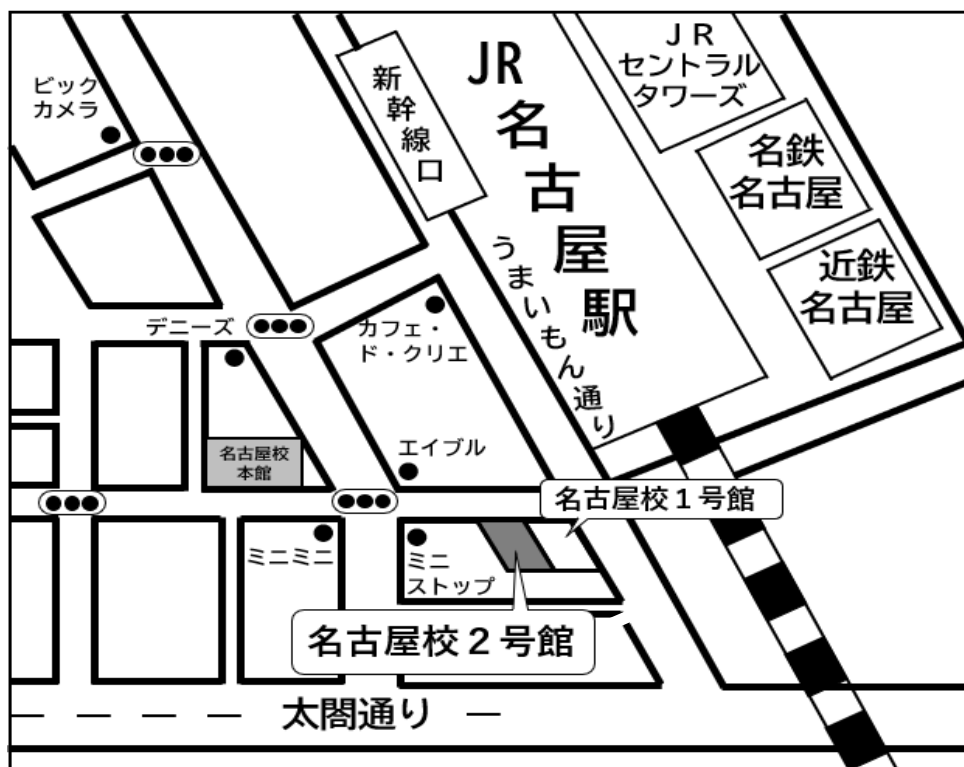 ビック
カメラ
新幹線口
JR名古屋駅
JR
セントラル
タワーズ
名鉄
名古屋
近鉄
名古屋
うまいもん通り
デニーズ
カフェ・
ド・クリエ
エイブル
名古屋校
本館
名古屋校1号館
ミニミニ
ミニ
ストップ
名古屋校2号館
太閤通り